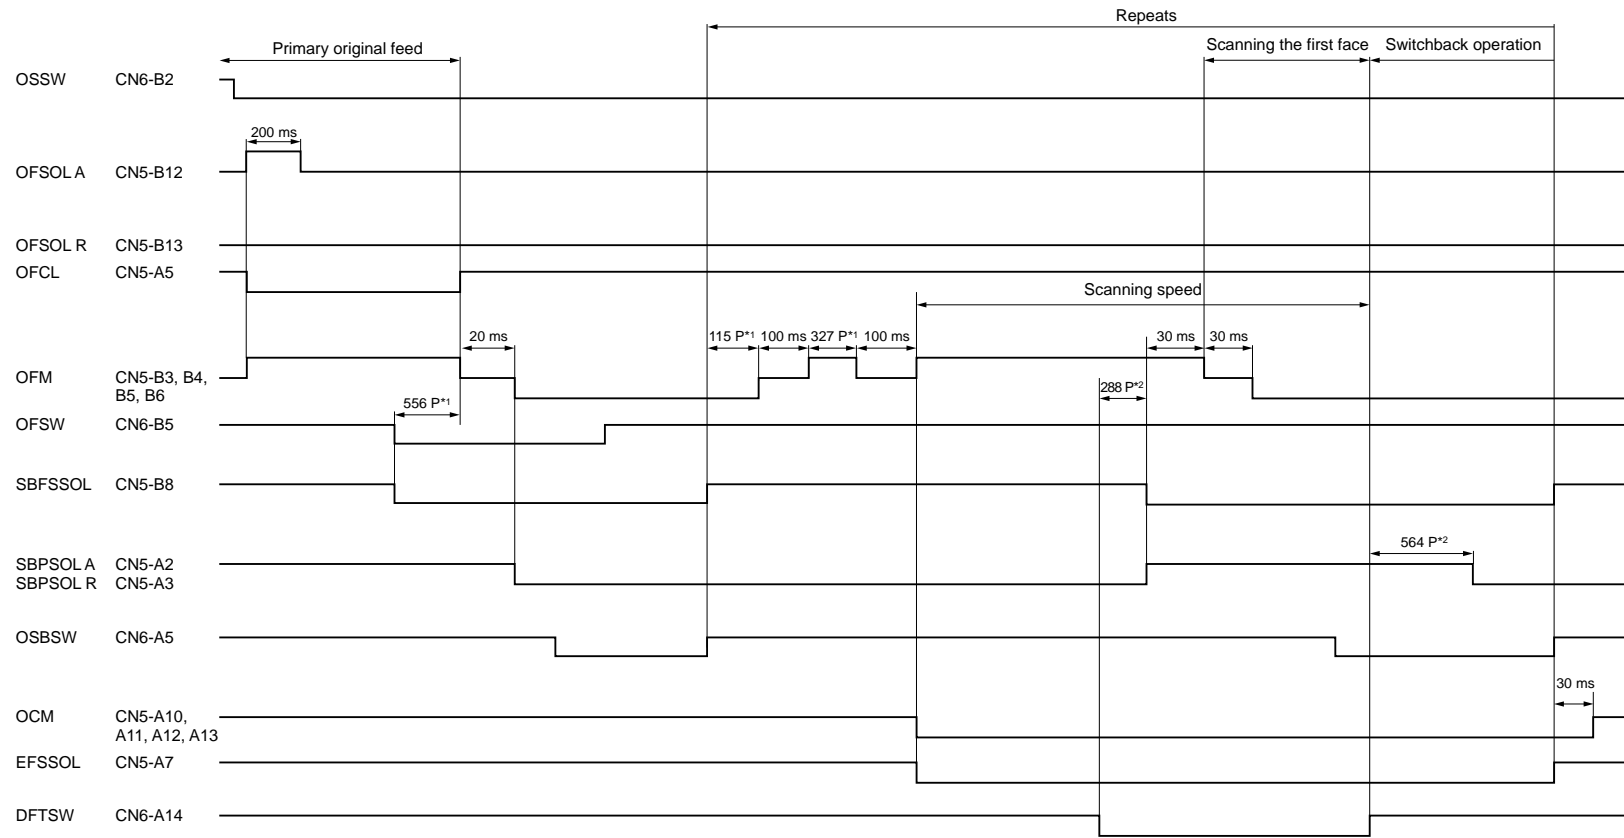 Repeats
Primary original feed
Scanning the first face
Switchback operation
OSSW CN6-B2
200 ms
OFSOL A CN5-B12
OFSOL R CN5-B13
OFCL CN5-A5
Scanning speed
20 ms
115 P*1
100 ms
327 P*1
100 ms
30 ms
30 ms
OFM CN5-B3, B4,
B5, B6
288 P*2
556 P*1
OFSW CN6-B5
SBFSSOL CN5-B8
564 P*2
SBPSOL A CN5-A2
SBPSOL R CN5-A3
OSBSW CN6-A5
30 ms
OCM CN5-A10,
A11, A12, A13
EFSSOL CN5-A7
DFTSW CN6-A14